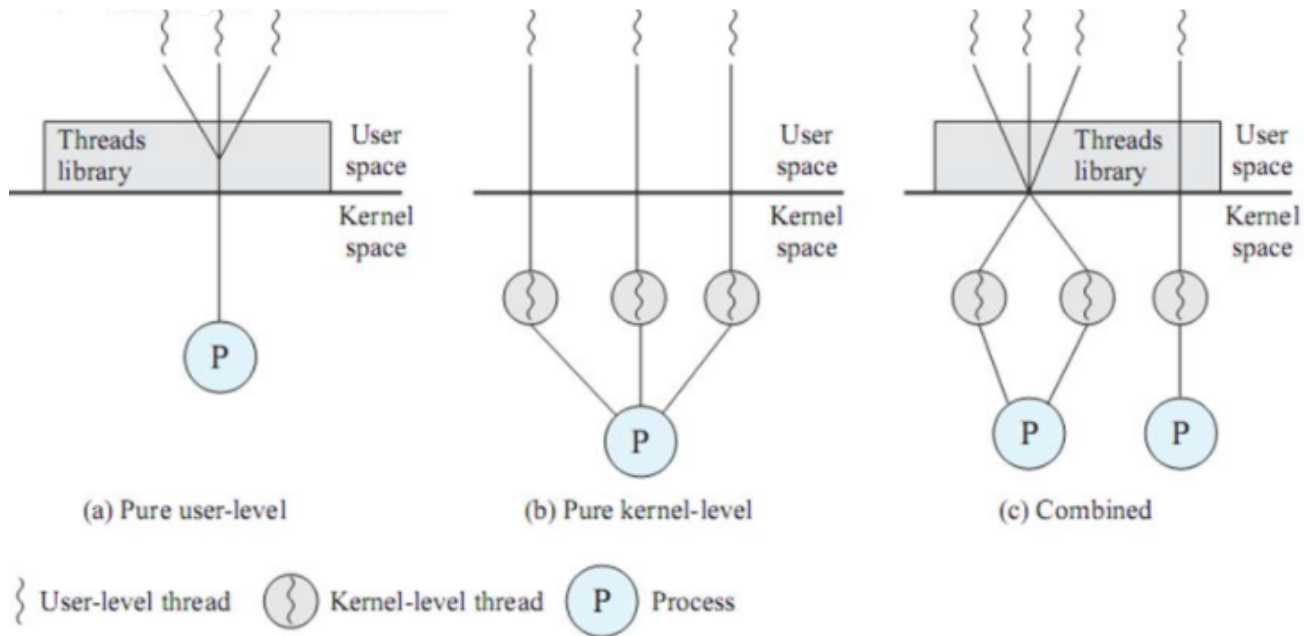 Threads
library
User
space
Kernel
space
P
(a) Pure user-level
User
space
Kernel
space
P
(b) Pure kernel-level
Threads
library
User
space
Kernel
space
P
P
(c) Combined
User-level thread
Kernel-level thread
P
Process